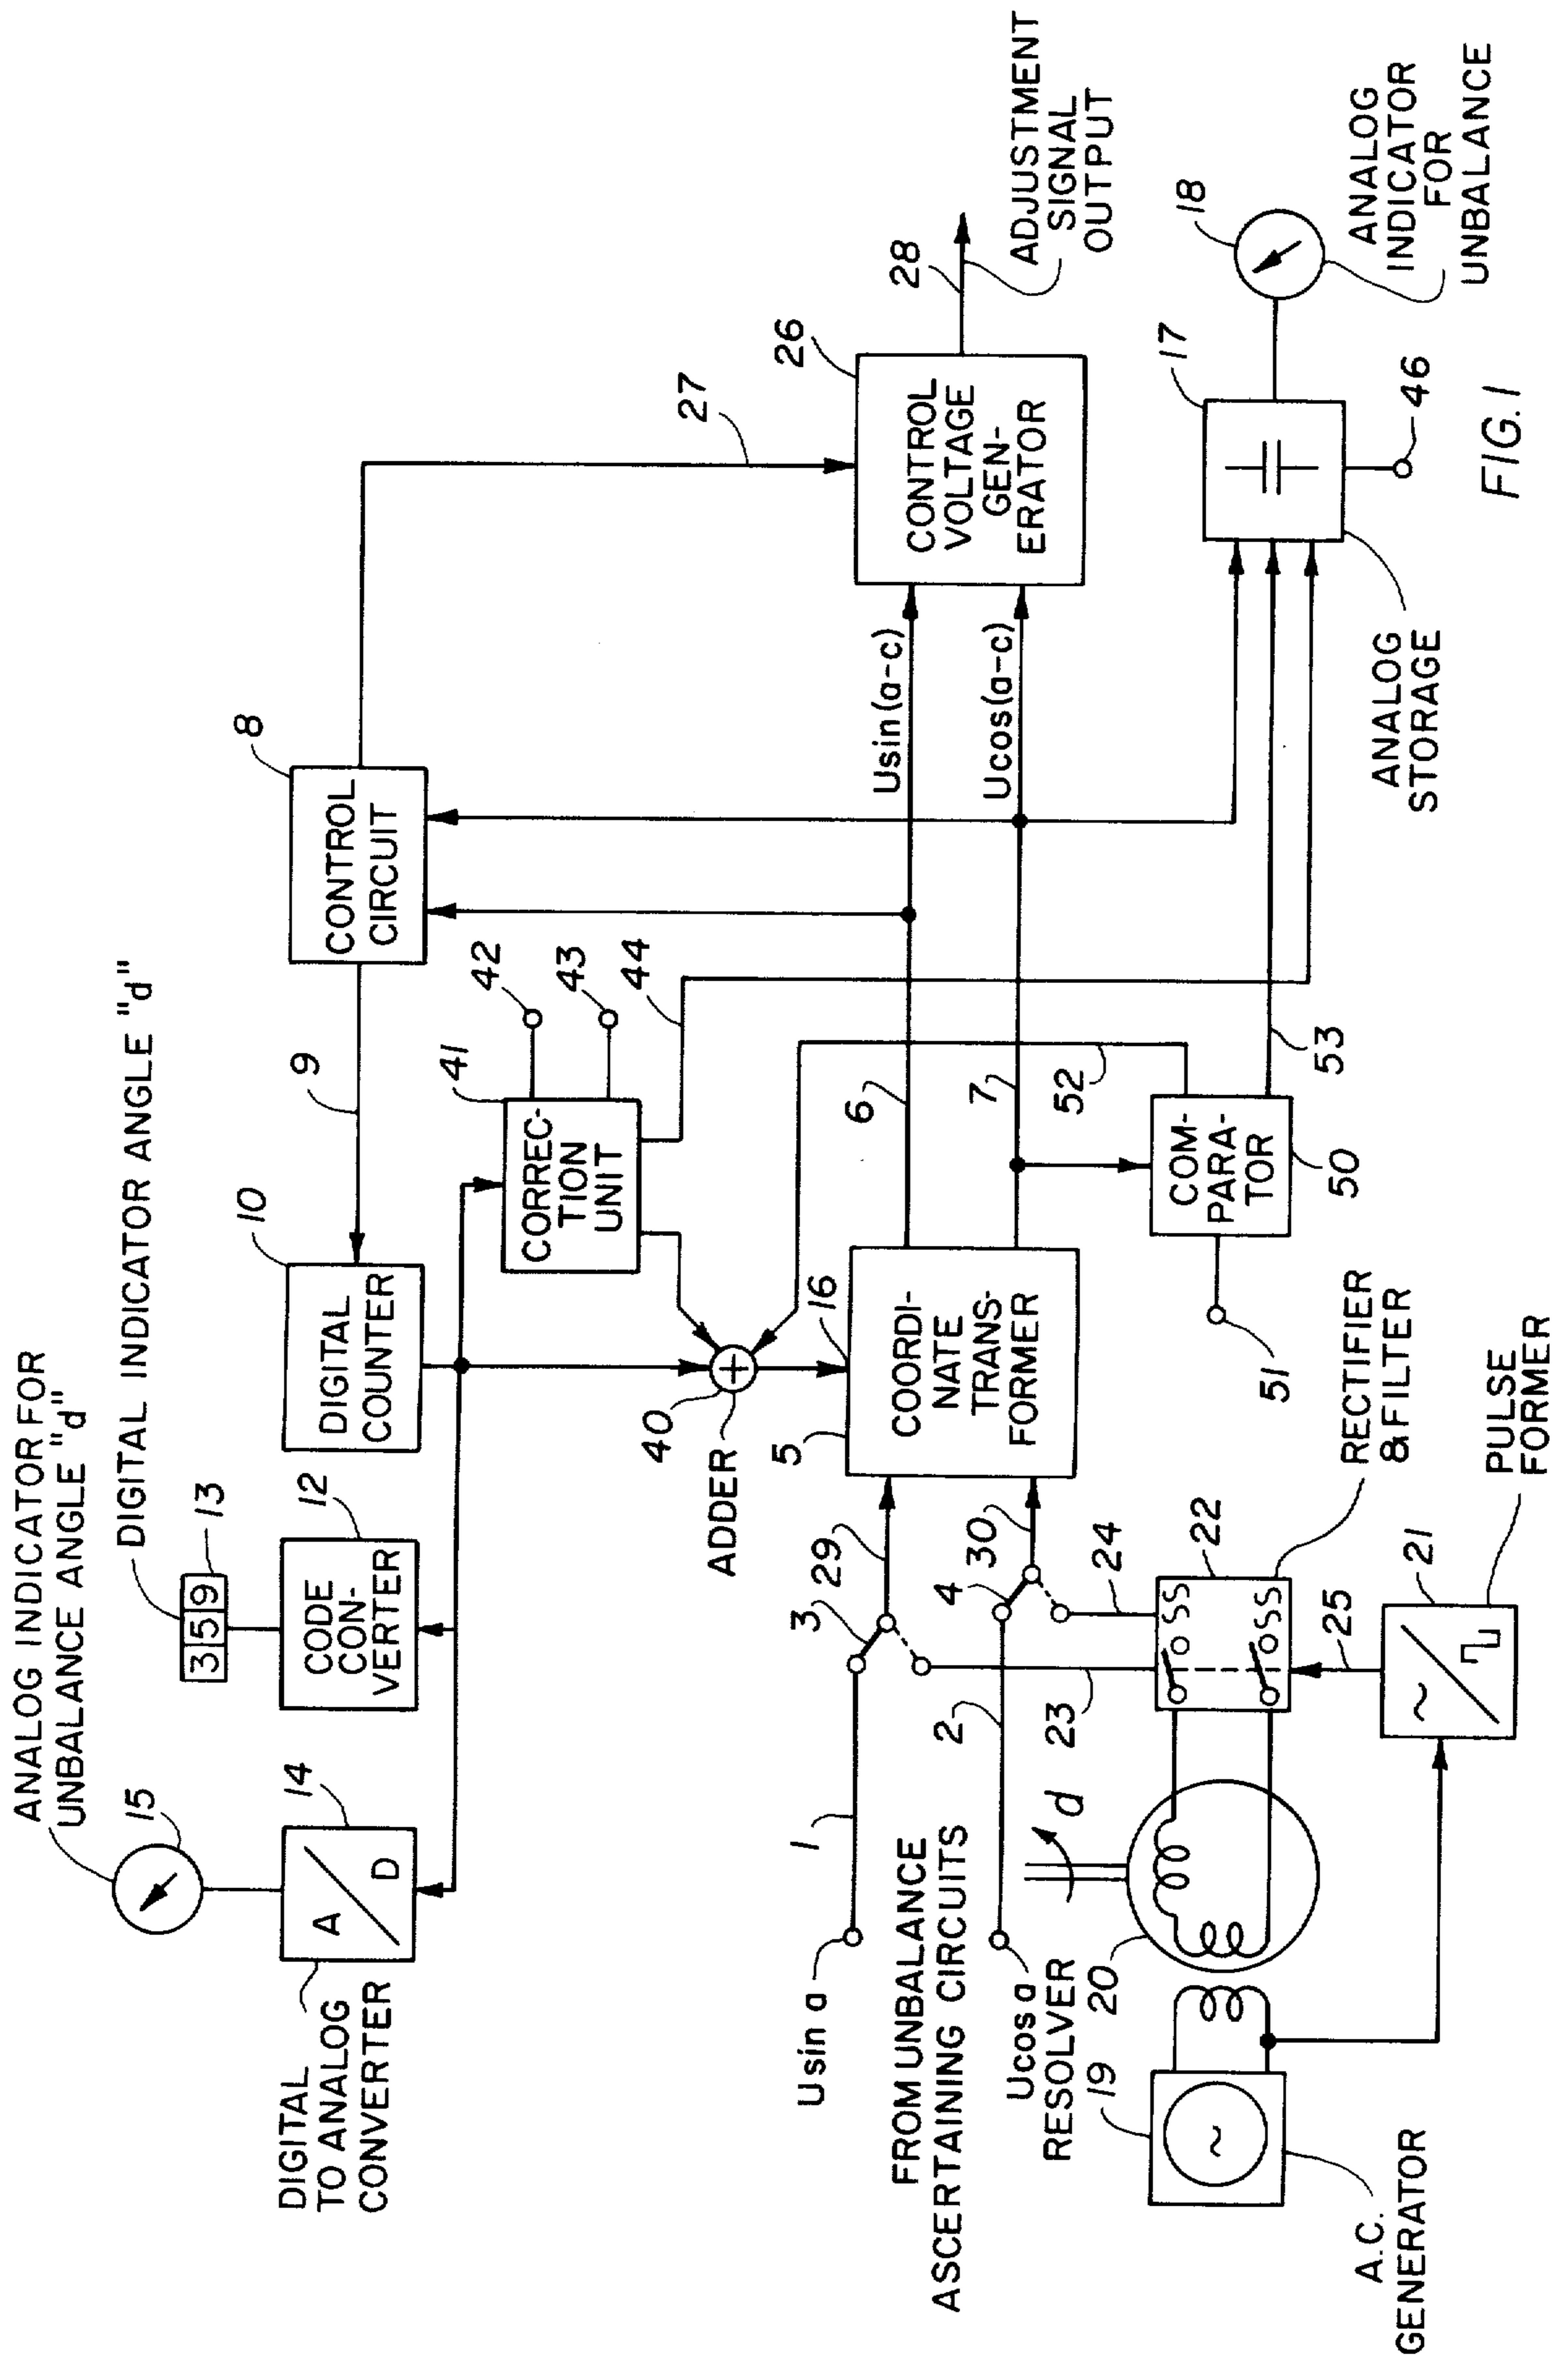 ANALOG INDICATOR FOR
UNBALANCE ANGLE "d"
DIGITAL INDICATOR ANGLE "d"
15
13
359
14
12
10
9
8
A
D
CODE
CON-
VERTER
DIGITAL
COUNTER
CONTROL
CIRCUIT
DIGITAL
TO ANALOG
CONVERTER
41
42
43
44
CORREC-
TION
UNIT
27
40
ADDER
16
5
COORDI-
NATE
TRANS-
FORMER
6
7
52
Usin(a-c)
Ucos(a-c)
26
CONTROL
VOLTAGE
GEN-
ERATOR
28
ADJUSTMENT
SIGNAL
OUTPUT
Usin a
1
3
29
FROM UNBALANCE
ASCERTAINING CIRCUITS
2
4
30
Ucos a
RESOLVER
20
d
23
24
22
RECTIFIER
& FILTER
51
COM-
PARA-
TOR
50
53
ANALOG
STORAGE
17
46
18
ANALOG
INDICATOR
FOR
UNBALANCE
19
~
A.C.
GENERATOR
25
~
21
PULSE
FORMER
FIG. 1